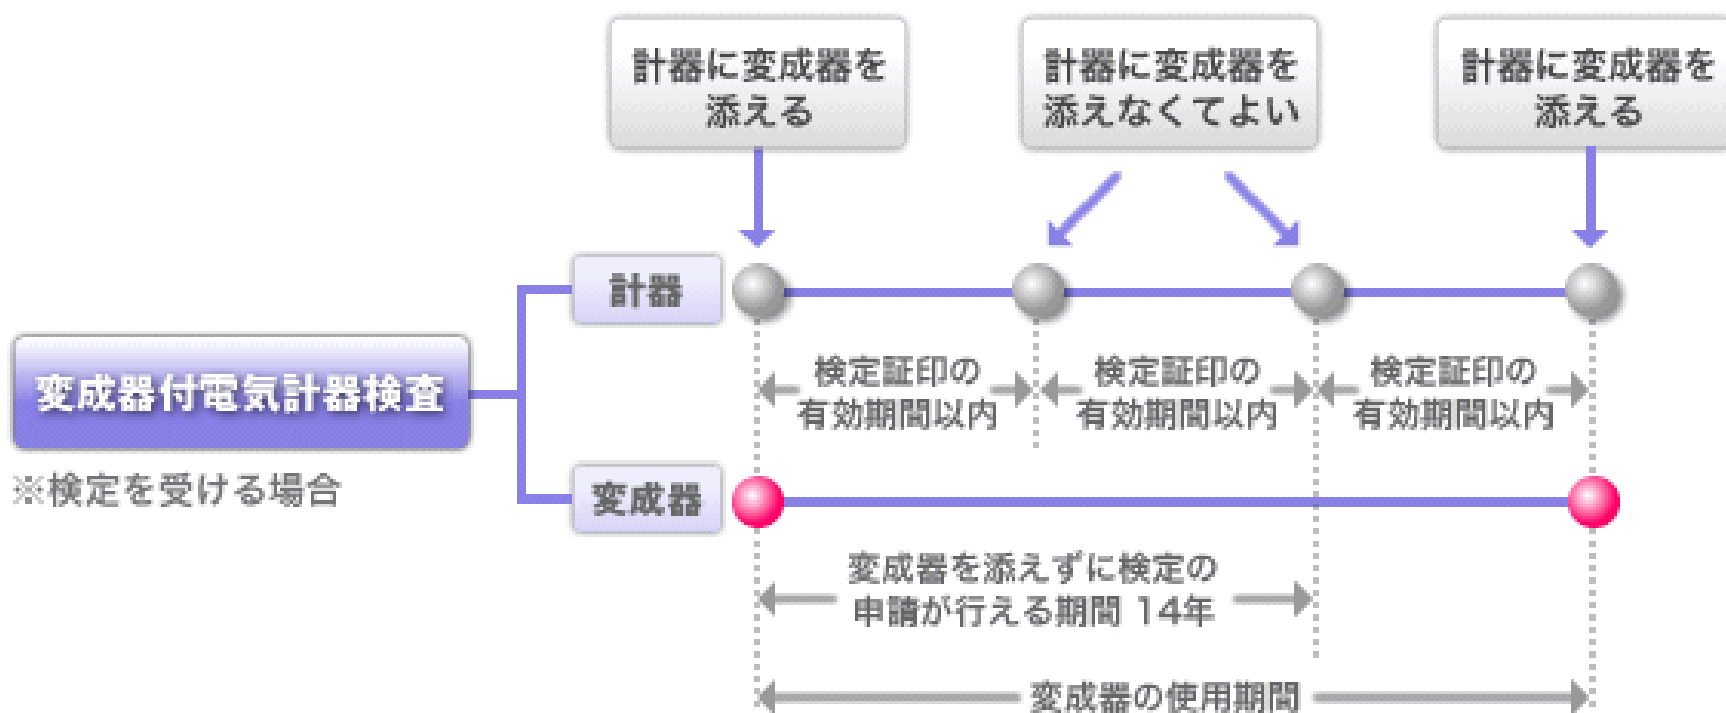 計器に変成器を
添える
計器に変成器を
添えなくてよい
計器に変成器を
添える
計器
変成器付電気計器検査
※検定を受ける場合
検定証印の
有効期間以内
検定証印の
有効期間以内
検定証印の
有効期間以内
変成器
変成器を添えずに検定の
申請が行える期間 14年
変成器の使用期間